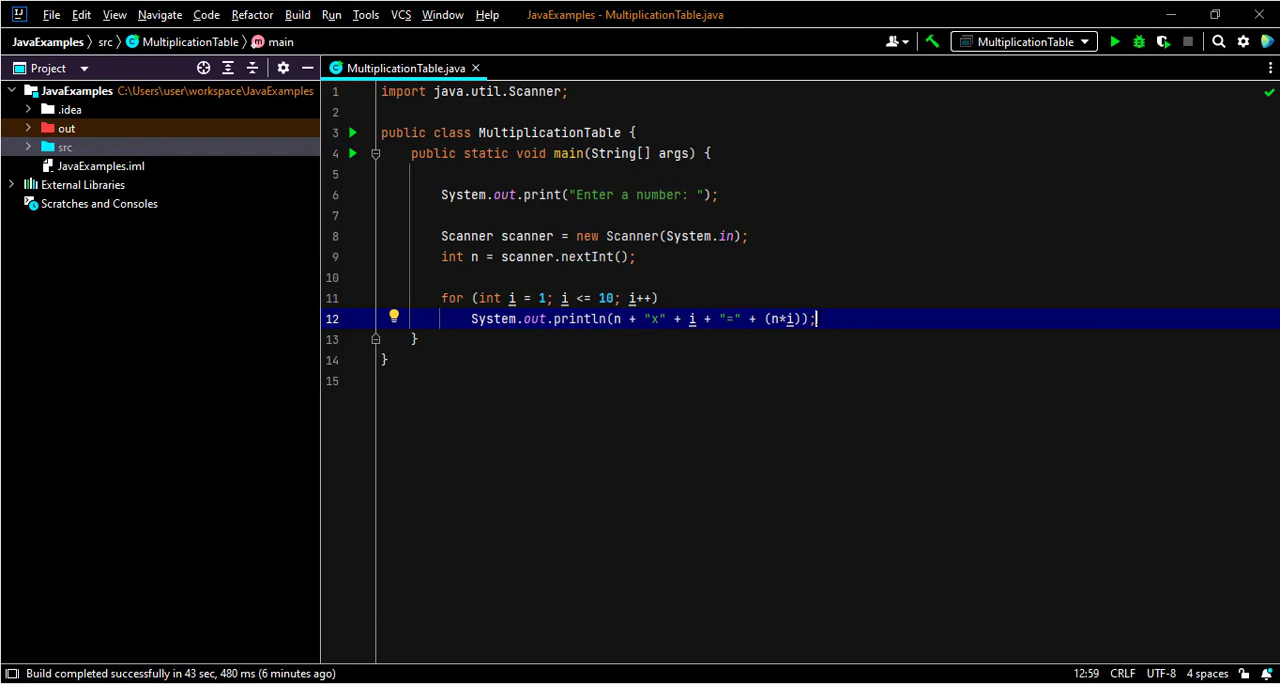 File Edit View Navigate Code Refactor Build Run Tools VCS Window Help JavaExamples - MultiplicationTable.java
JavaExamples src MultiplicationTable main MultiplicationTable
Project MultiplicationTable.java
JavaExamples C:\Users\user\workspace\JavaExamples
.idea
out
src
JavaExamples.iml
External Libraries
Scratches and Consoles
1 import java.util.Scanner;
2
3 public class MultiplicationTable {
4 public static void main(String[] args) {
5
6 System.out.print("Enter a number: ");
7
8 Scanner scanner = new Scanner(System.in);
9 int n = scanner.nextInt();
10
11 for (int i = 1; i <= 10; i++)
12 System.out.println(n + "x" + i + "=" + (n*i));
13 }
14 }
15
Build completed successfully in 43 sec, 480 ms (6 minutes ago) 12:59 CRLF UTF-8 4 spaces